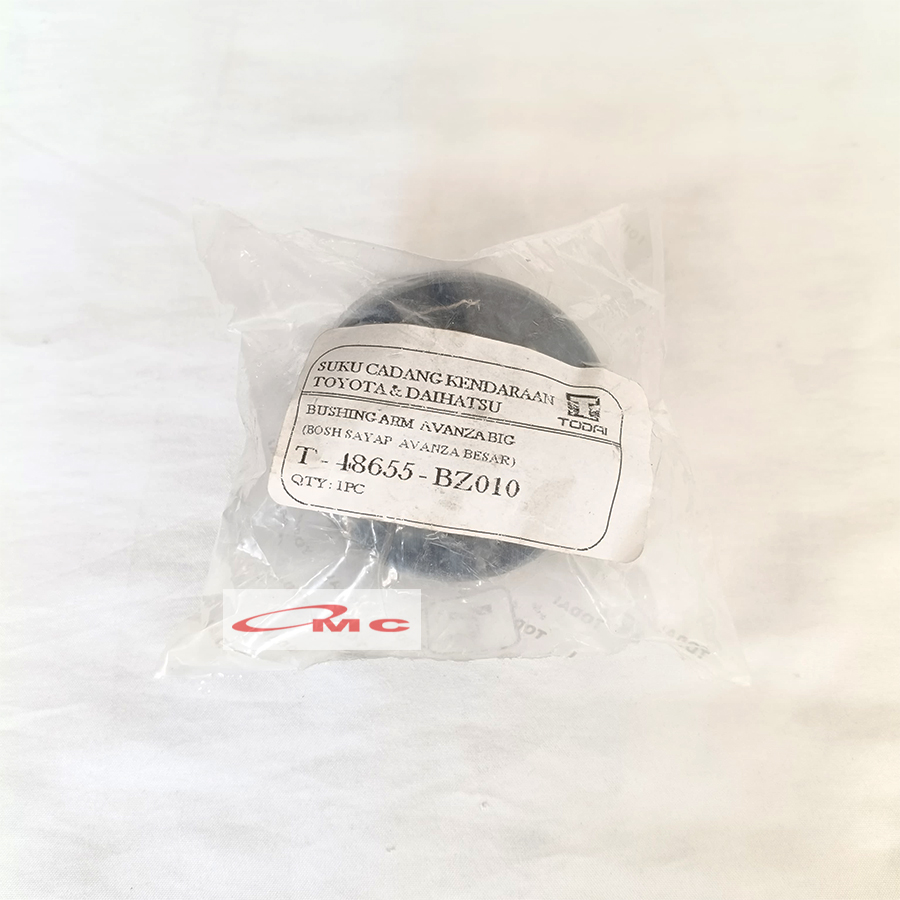 SUKU CADANG KENDARAAN
TOYOTA & DAIHATSU
TODAI
BUSHING ARM AVANZA BIG
(BOSH SAYAP AVANZA BESAR)
T - 48655 - BZ010
QTY : 1PC
MC
TODAI